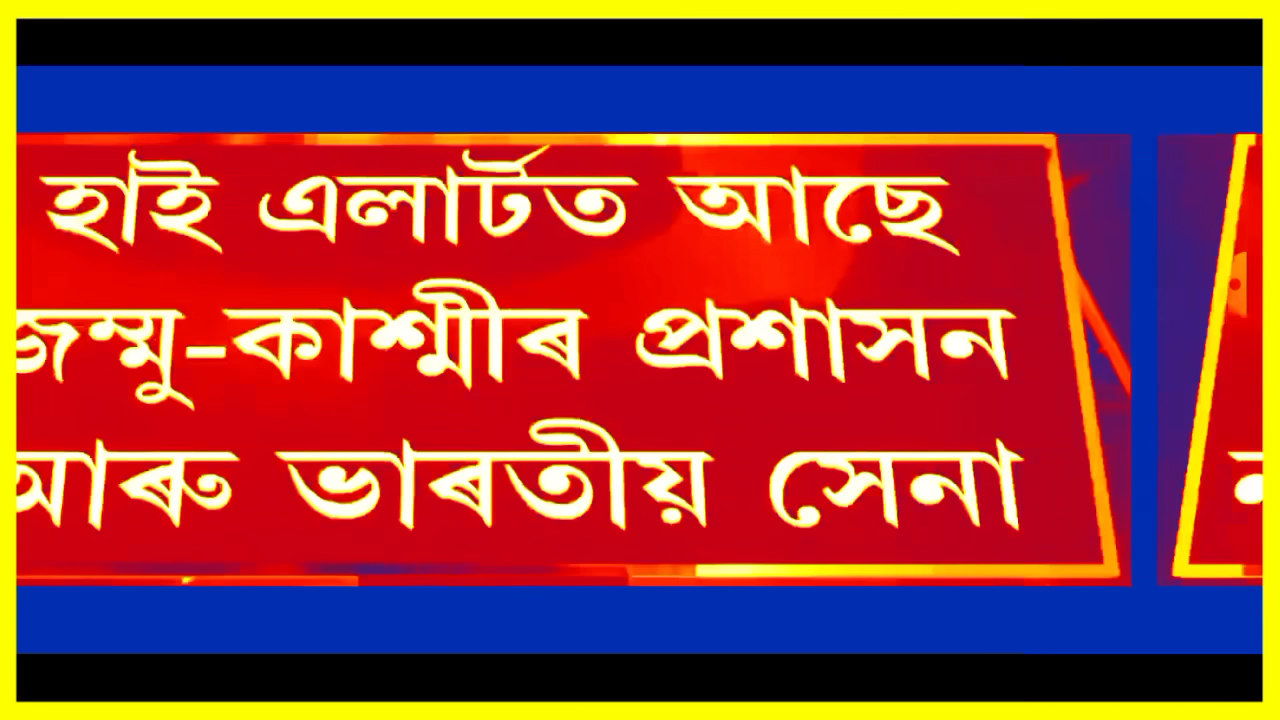 হাই এলাৰ্টত আছে
জম্মু-কাশ্মীৰ প্ৰশাসন
আৰু ভাৰতীয় সেনা